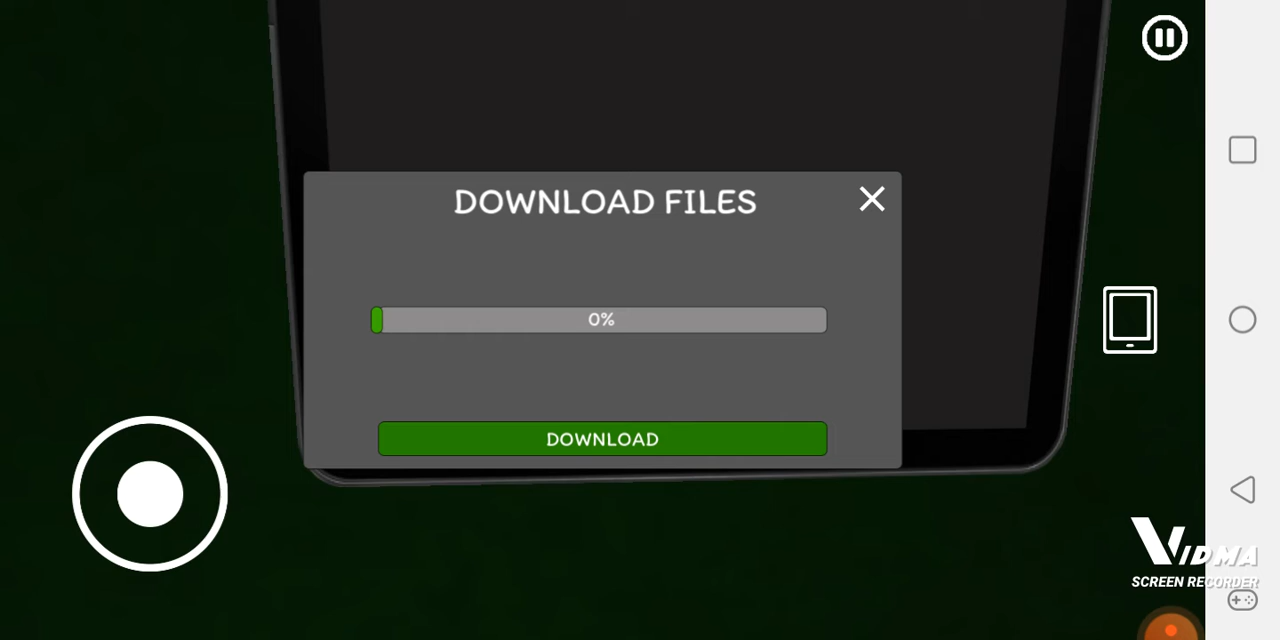 DOWNLOAD FILES
0%
DOWNLOAD
VIDMA
SCREEN RECORDER